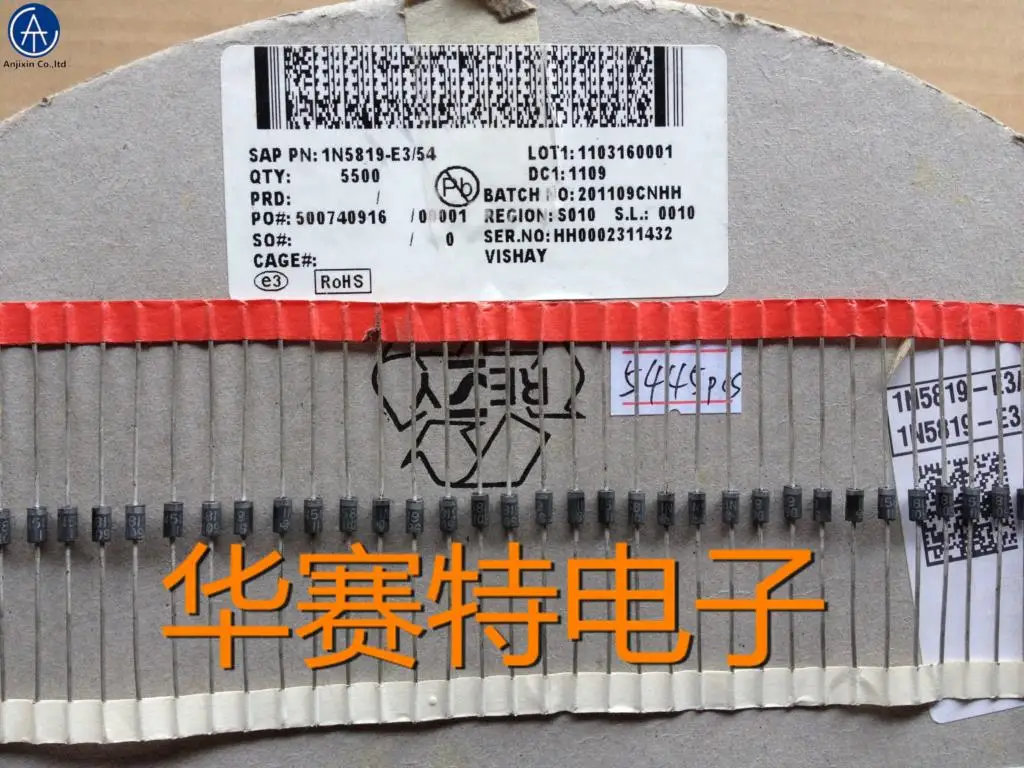 Anjixin Co.,ltd
SAP PN: 1N5819-E3/54
LOT1: 1103160001
QTY: 5500
DC1: 1109
Pb
PRD: /
BATCH NO: 201109CNHH
PO#: 500740916 /00001
REGION: S010 S.L.: 0010
SO#: / 0
SER.NO: HH0002311432
CAGE#:
VISHAY
e3
RoHS
RESY
5445pcs
1N5819-E3/
1N5819-E3
华赛特电子